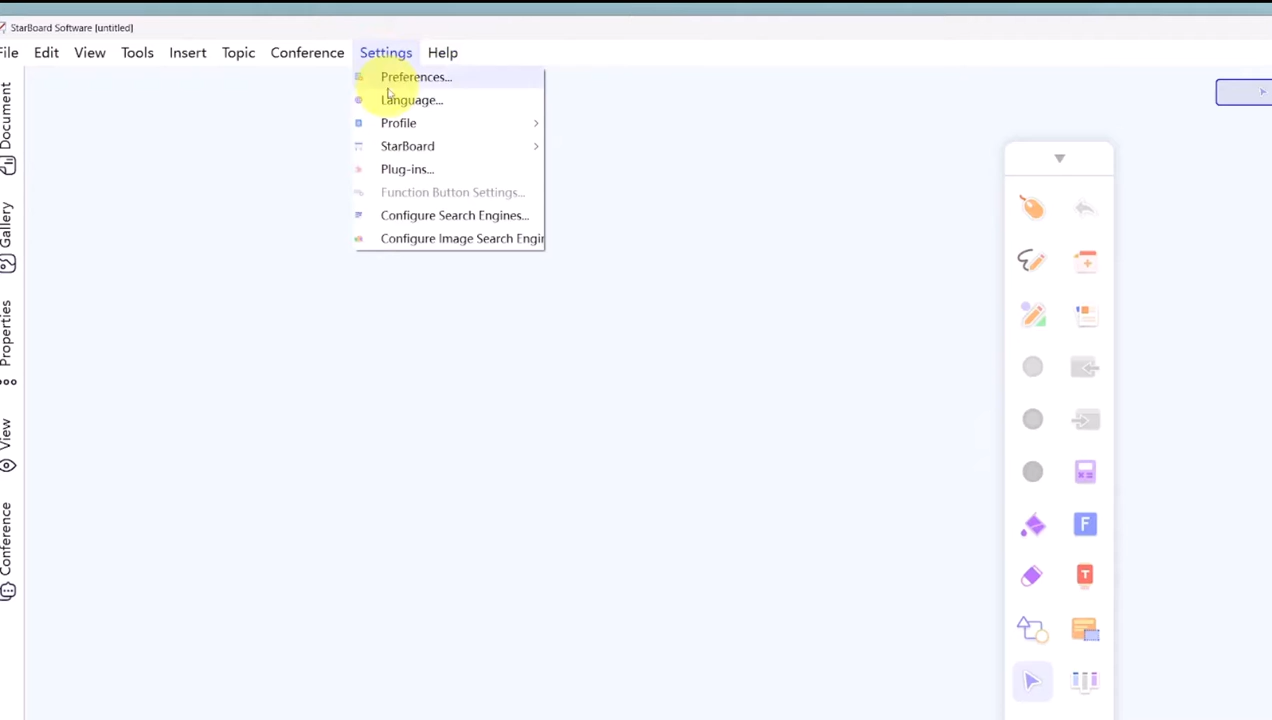 StarBoard Software [untitled]
File Edit View Tools Insert Topic Conference Settings Help
Preferences...
Language...
Profile
StarBoard
Plug-ins...
Function Button Settings...
Configure Search Engines...
Configure Image Search Engin
Document
Gallery
Properties
View
Conference
F
T